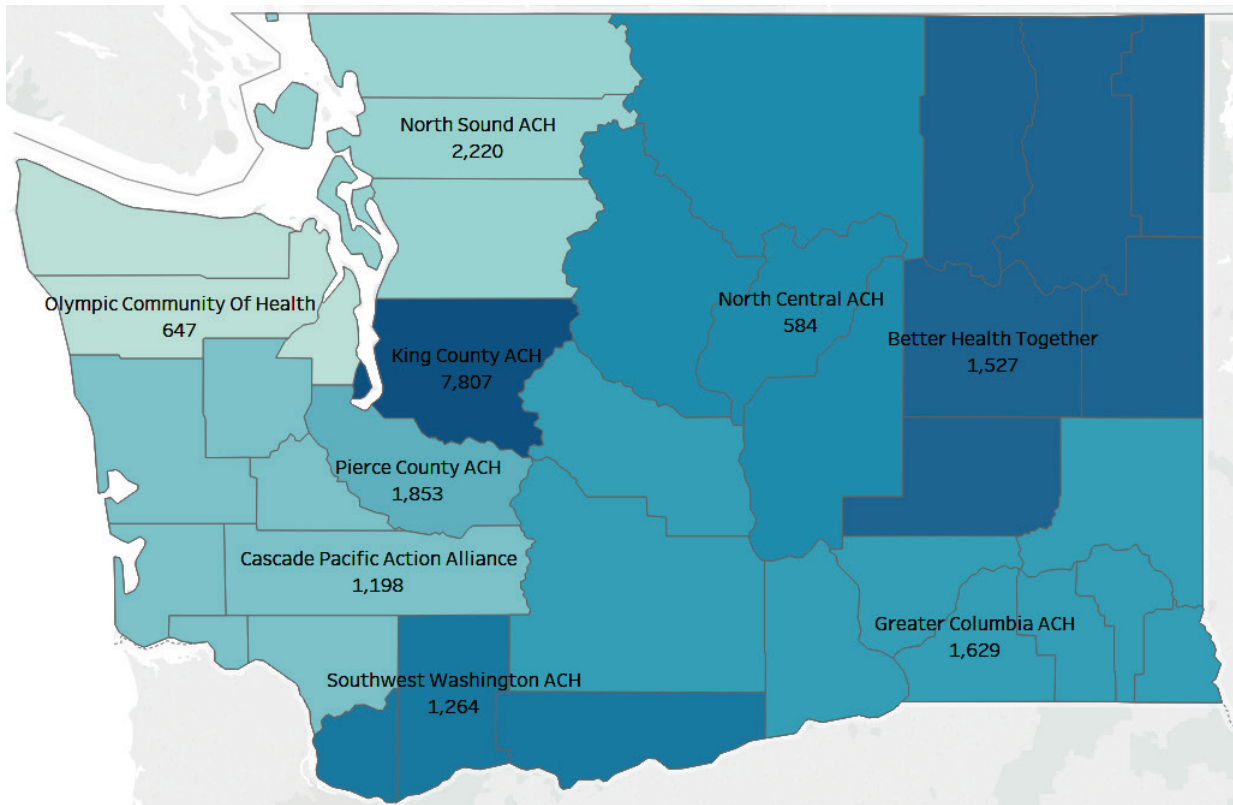 North Sound ACH
2,220
Olympic Community Of Health
647
North Central ACH
584
Better Health Together
1,527
King County ACH
7,807
Pierce County ACH
1,853
Cascade Pacific Action Alliance
1,198
Greater Columbia ACH
1,629
Southwest Washington ACH
1,264